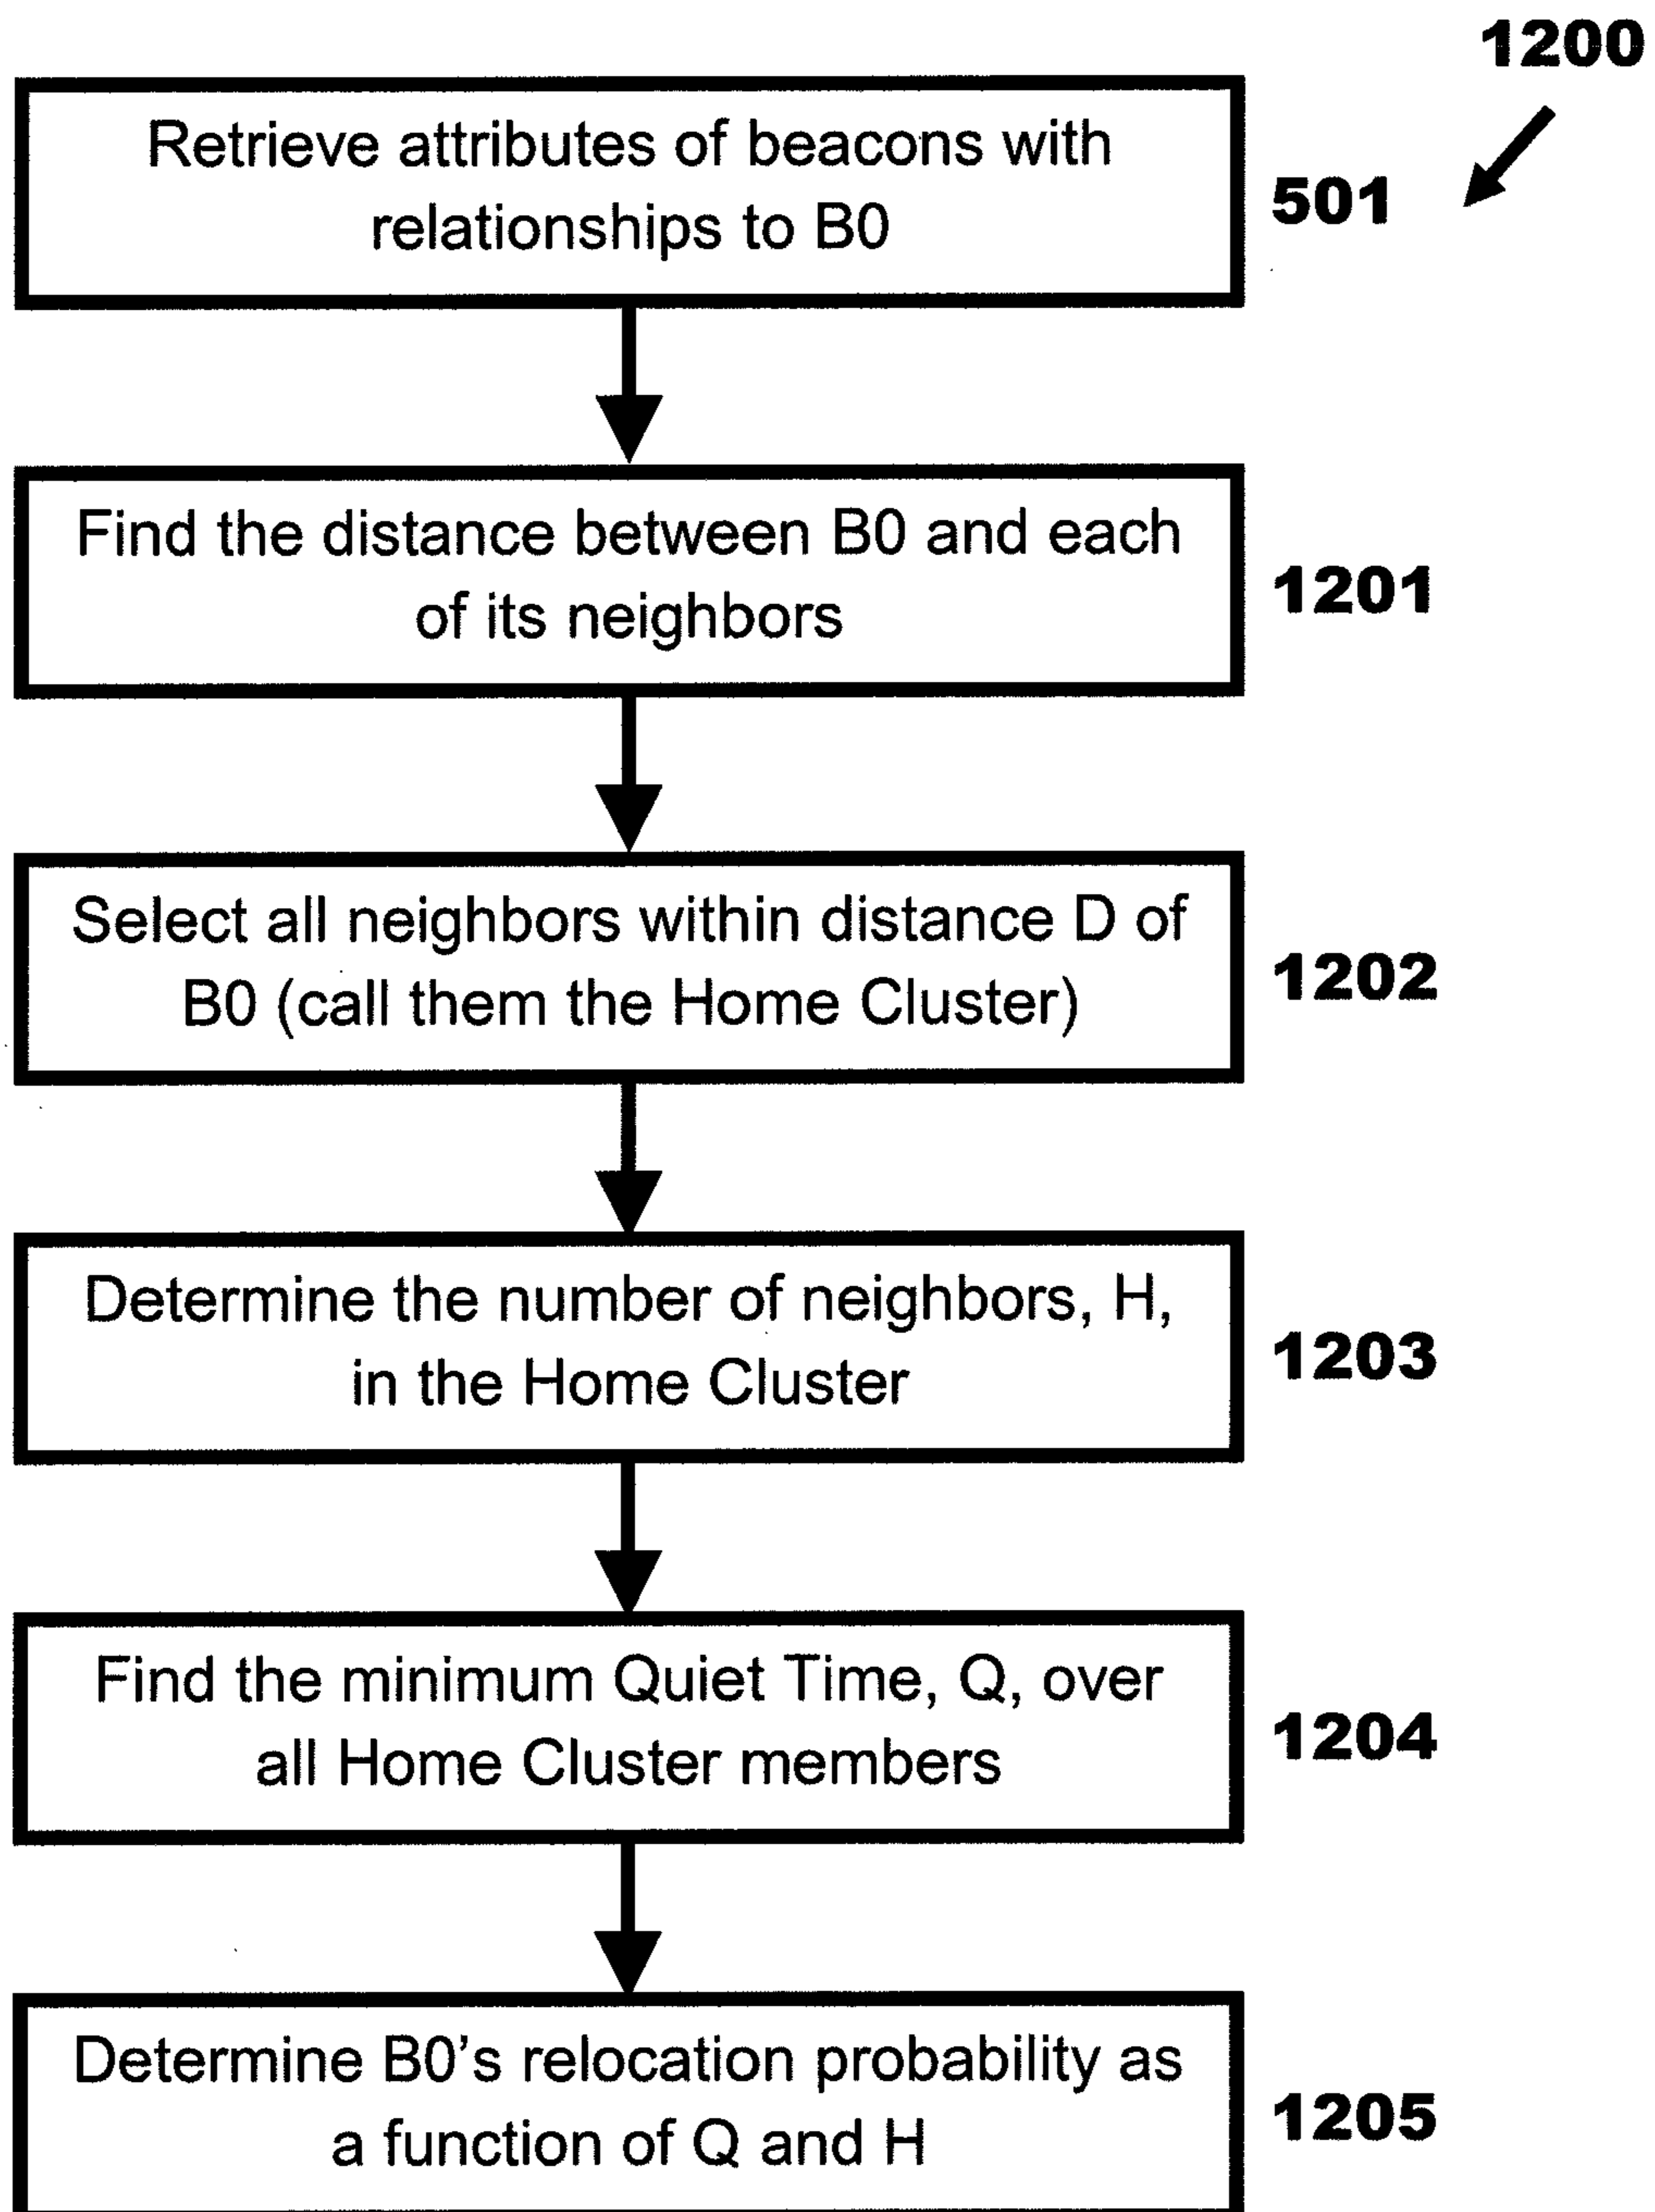 1200
Retrieve attributes of beacons with
relationships to B0
501
Find the distance between B0 and each
of its neighbors
1201
Select all neighbors within distance D of
B0 (call them the Home Cluster)
1202
Determine the number of neighbors, H,
in the Home Cluster
1203
Find the minimum Quiet Time, Q, over
all Home Cluster members
1204
Determine B0’s relocation probability as
a function of Q and H
1205